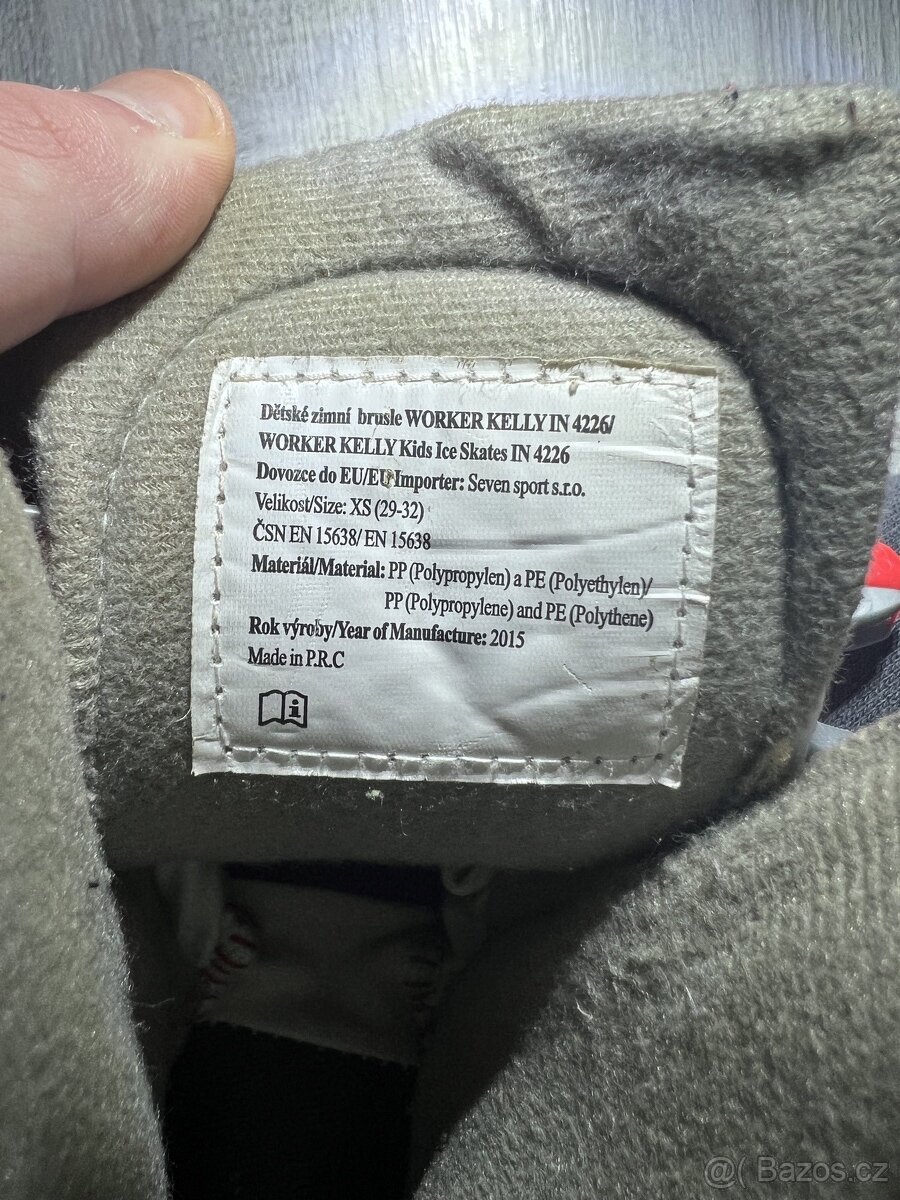 Dětské zimní brusle WORKER KELLY IN 4226/
WORKER KELLY Kids Ice Skates IN 4226
Dovozce do EU/EU Importer: Seven sport s.r.o.
Velikost/Size: XS (29-32)
ČSN EN 15638/ EN 15638
Materiál/Material: PP (Polypropylen) a PE (Polyethylen)/
PP (Polypropylene) and PE (Polythene)
Rok výroby/Year of Manufacture: 2015
Made in P.R.C
i
@( Bazos.cz